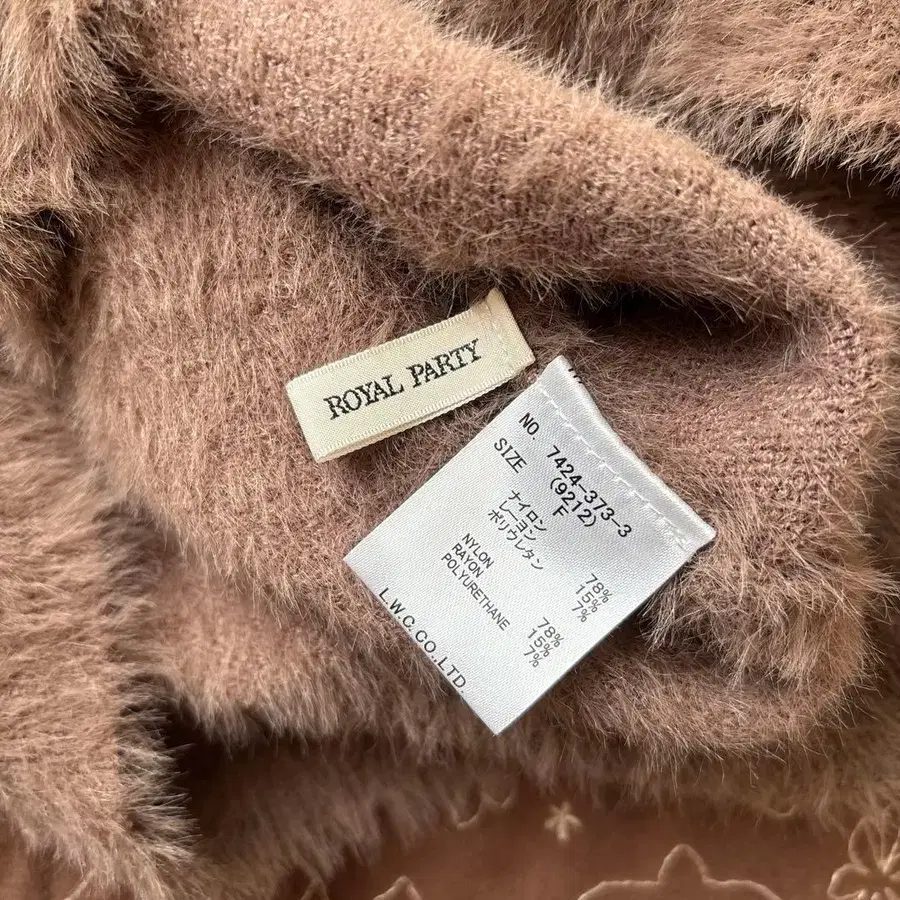 ROYAL PARTY
NO. 7424-373-3
(9212)
SIZE F
ナイロン 78%
レーヨン 15%
ポリウレタン 7%
NYLON 78%
RAYON 15%
POLYURETHANE 7%
L.W.C.CO.,LTD.